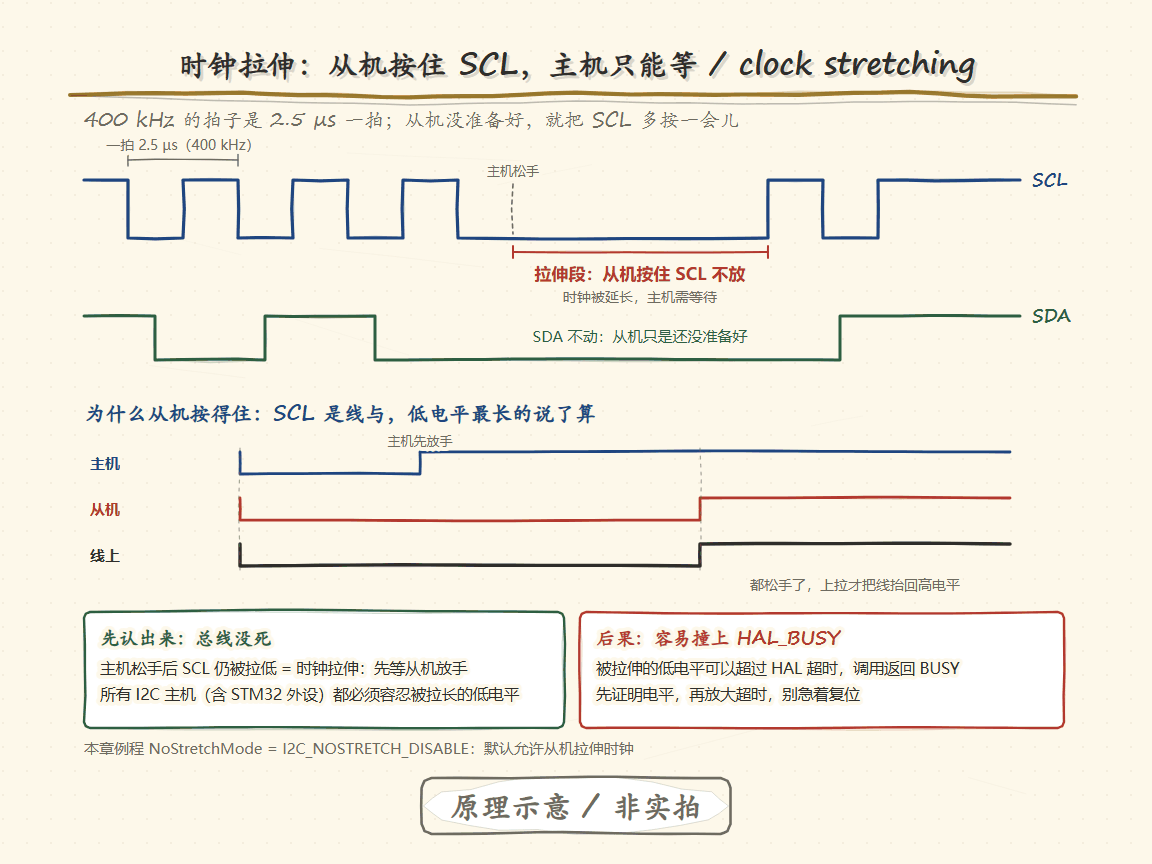 时钟拉伸：从机按住 SCL，主机只能等 / clock stretching
400 kHz 的拍子是 2.5 μs 一拍；从机没准备好，就把 SCL 多按一会儿
一拍 2.5 μs（400 kHz）
主机松手
SCL
拉伸段：从机按住 SCL 不放
时钟被延长，主机需等待
SDA
SDA 不动：从机只是还没准备好
为什么从机按得住：SCL 是线与，低电平最长的说了算
主机先放手
主机
从机
线上
都松手了，上拉才把线抬回高电平
先认出来：总线没死
主机松手后 SCL 仍被拉低 = 时钟拉伸：先等从机放手
所有 I2C 主机（含 STM32 外设）都必须容忍被拉长的低电平
后果：容易撞上 HAL_BUSY
被拉伸的低电平可以超过 HAL 超时，调用返回 BUSY
先证明电平，再放大超时，别急着复位
本章例程 NoStretchMode = I2C_NOSTRETCH_DISABLE：默认允许从机拉伸时钟
原理示意 / 非实拍